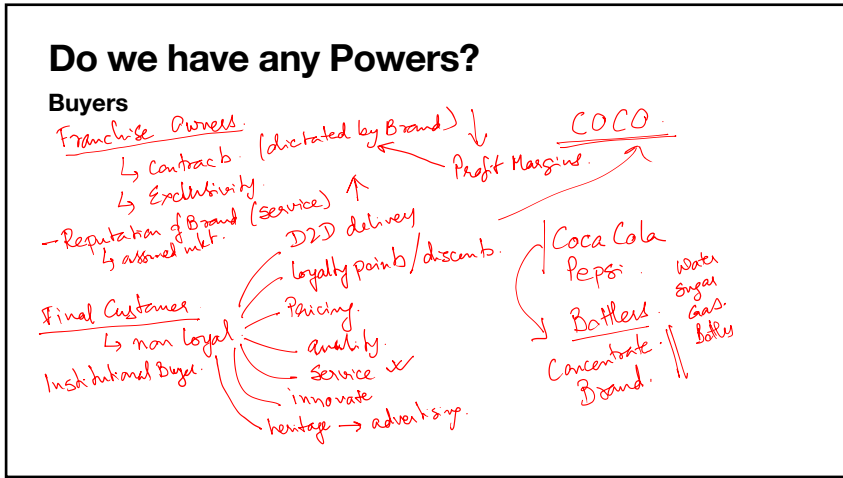 Do we have any Powers?
Buyers
Franchise Owners.
↳ Contracts. (dictated by Brand) ↓
↳ Exclusivity
Profit Margins.
- Reputation of Brand (Service) ↑
↳ assured mkt.
COCO
Final Customer
↳ non loyal.
Institutional Buyer.
D2D delivery
loyalty points/discounts.
Pricing.
quality.
Service
innovate
heritage → advertising.
Coca Cola
Pepsi.
Bottlers.
Concentrate.
Brand.
Water
Sugar
Gas.
Bottles